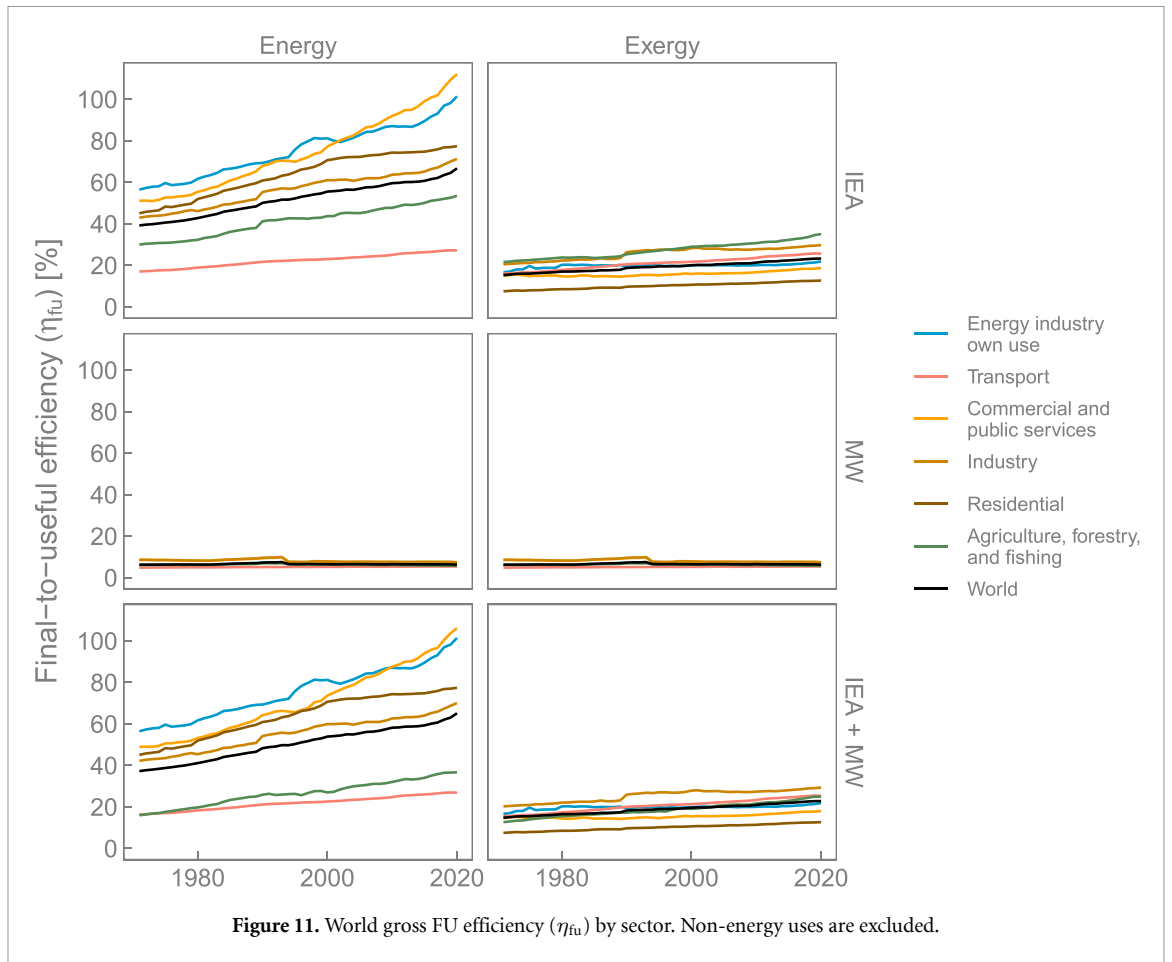 Energy
Exergy
Final−to−useful efficiency (ηfu) [%]
100
80
60
40
20
0
IEA
100
80
60
40
20
0
MW
100
80
60
40
20
0
IEA + MW
1980
2000
2020
1980
2000
2020
Energy industry
own use
Transport
Commercial and
public services
Industry
Residential
Agriculture, forestry,
and fishing
World
Figure 11. World gross FU efficiency (ηfu) by sector. Non-energy uses are excluded.